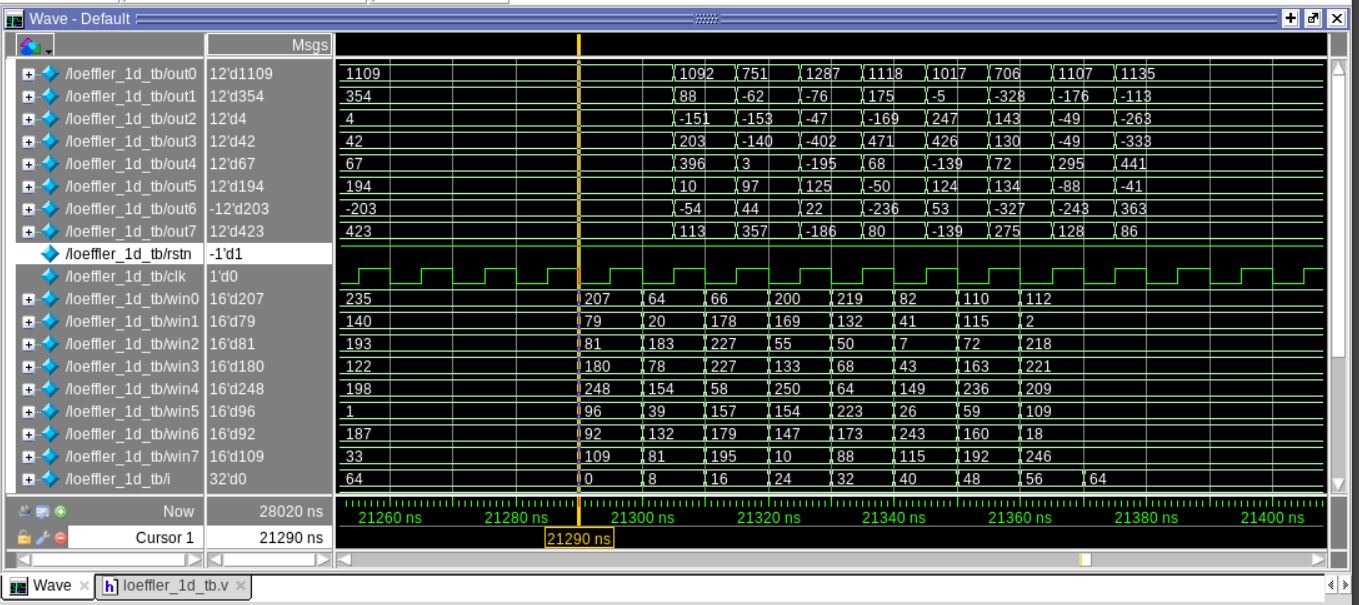 Wave - Default
Msgs
/loeffler_1d_tb/out0 12'd1109 1109 1092 751 1287 1118 1017 706 1107 1135
/loeffler_1d_tb/out1 12'd354 354 88 -62 -76 175 -5 -328 -176 -113
/loeffler_1d_tb/out2 12'd4 4 -151 -153 -47 -169 247 143 -49 -263
/loeffler_1d_tb/out3 12'd42 42 203 -140 -402 471 426 130 -49 -333
/loeffler_1d_tb/out4 12'd67 67 396 3 -195 68 -139 72 295 441
/loeffler_1d_tb/out5 12'd194 194 10 97 125 -50 124 134 -88 -41
/loeffler_1d_tb/out6 -12'd203 -203 -54 44 22 -236 53 -327 -243 363
/loeffler_1d_tb/out7 12'd423 423 113 357 -186 80 -139 275 128 86
/loeffler_1d_tb/rstn -1'd1
/loeffler_1d_tb/clk 1'd0
/loeffler_1d_tb/win0 16'd207 235 207 64 66 200 219 82 110 112
/loeffler_1d_tb/win1 16'd79 140 79 20 178 169 132 41 115 2
/loeffler_1d_tb/win2 16'd81 193 81 183 227 55 50 7 72 218
/loeffler_1d_tb/win3 16'd180 122 180 78 227 133 68 43 163 221
/loeffler_1d_tb/win4 16'd248 198 248 154 58 250 64 149 236 209
/loeffler_1d_tb/win5 16'd96 1 96 39 157 154 223 26 59 109
/loeffler_1d_tb/win6 16'd92 187 92 132 179 147 173 243 160 18
/loeffler_1d_tb/win7 16'd109 33 109 81 195 10 88 115 192 246
/loeffler_1d_tb/i 32'd0 64 0 8 16 24 32 40 48 56 64
Now 28020 ns 21260 ns 21280 ns 21300 ns 21320 ns 21340 ns 21360 ns 21380 ns 21400 ns
Cursor 1 21290 ns 21290 ns
Wave h loeffler_1d_tb.v